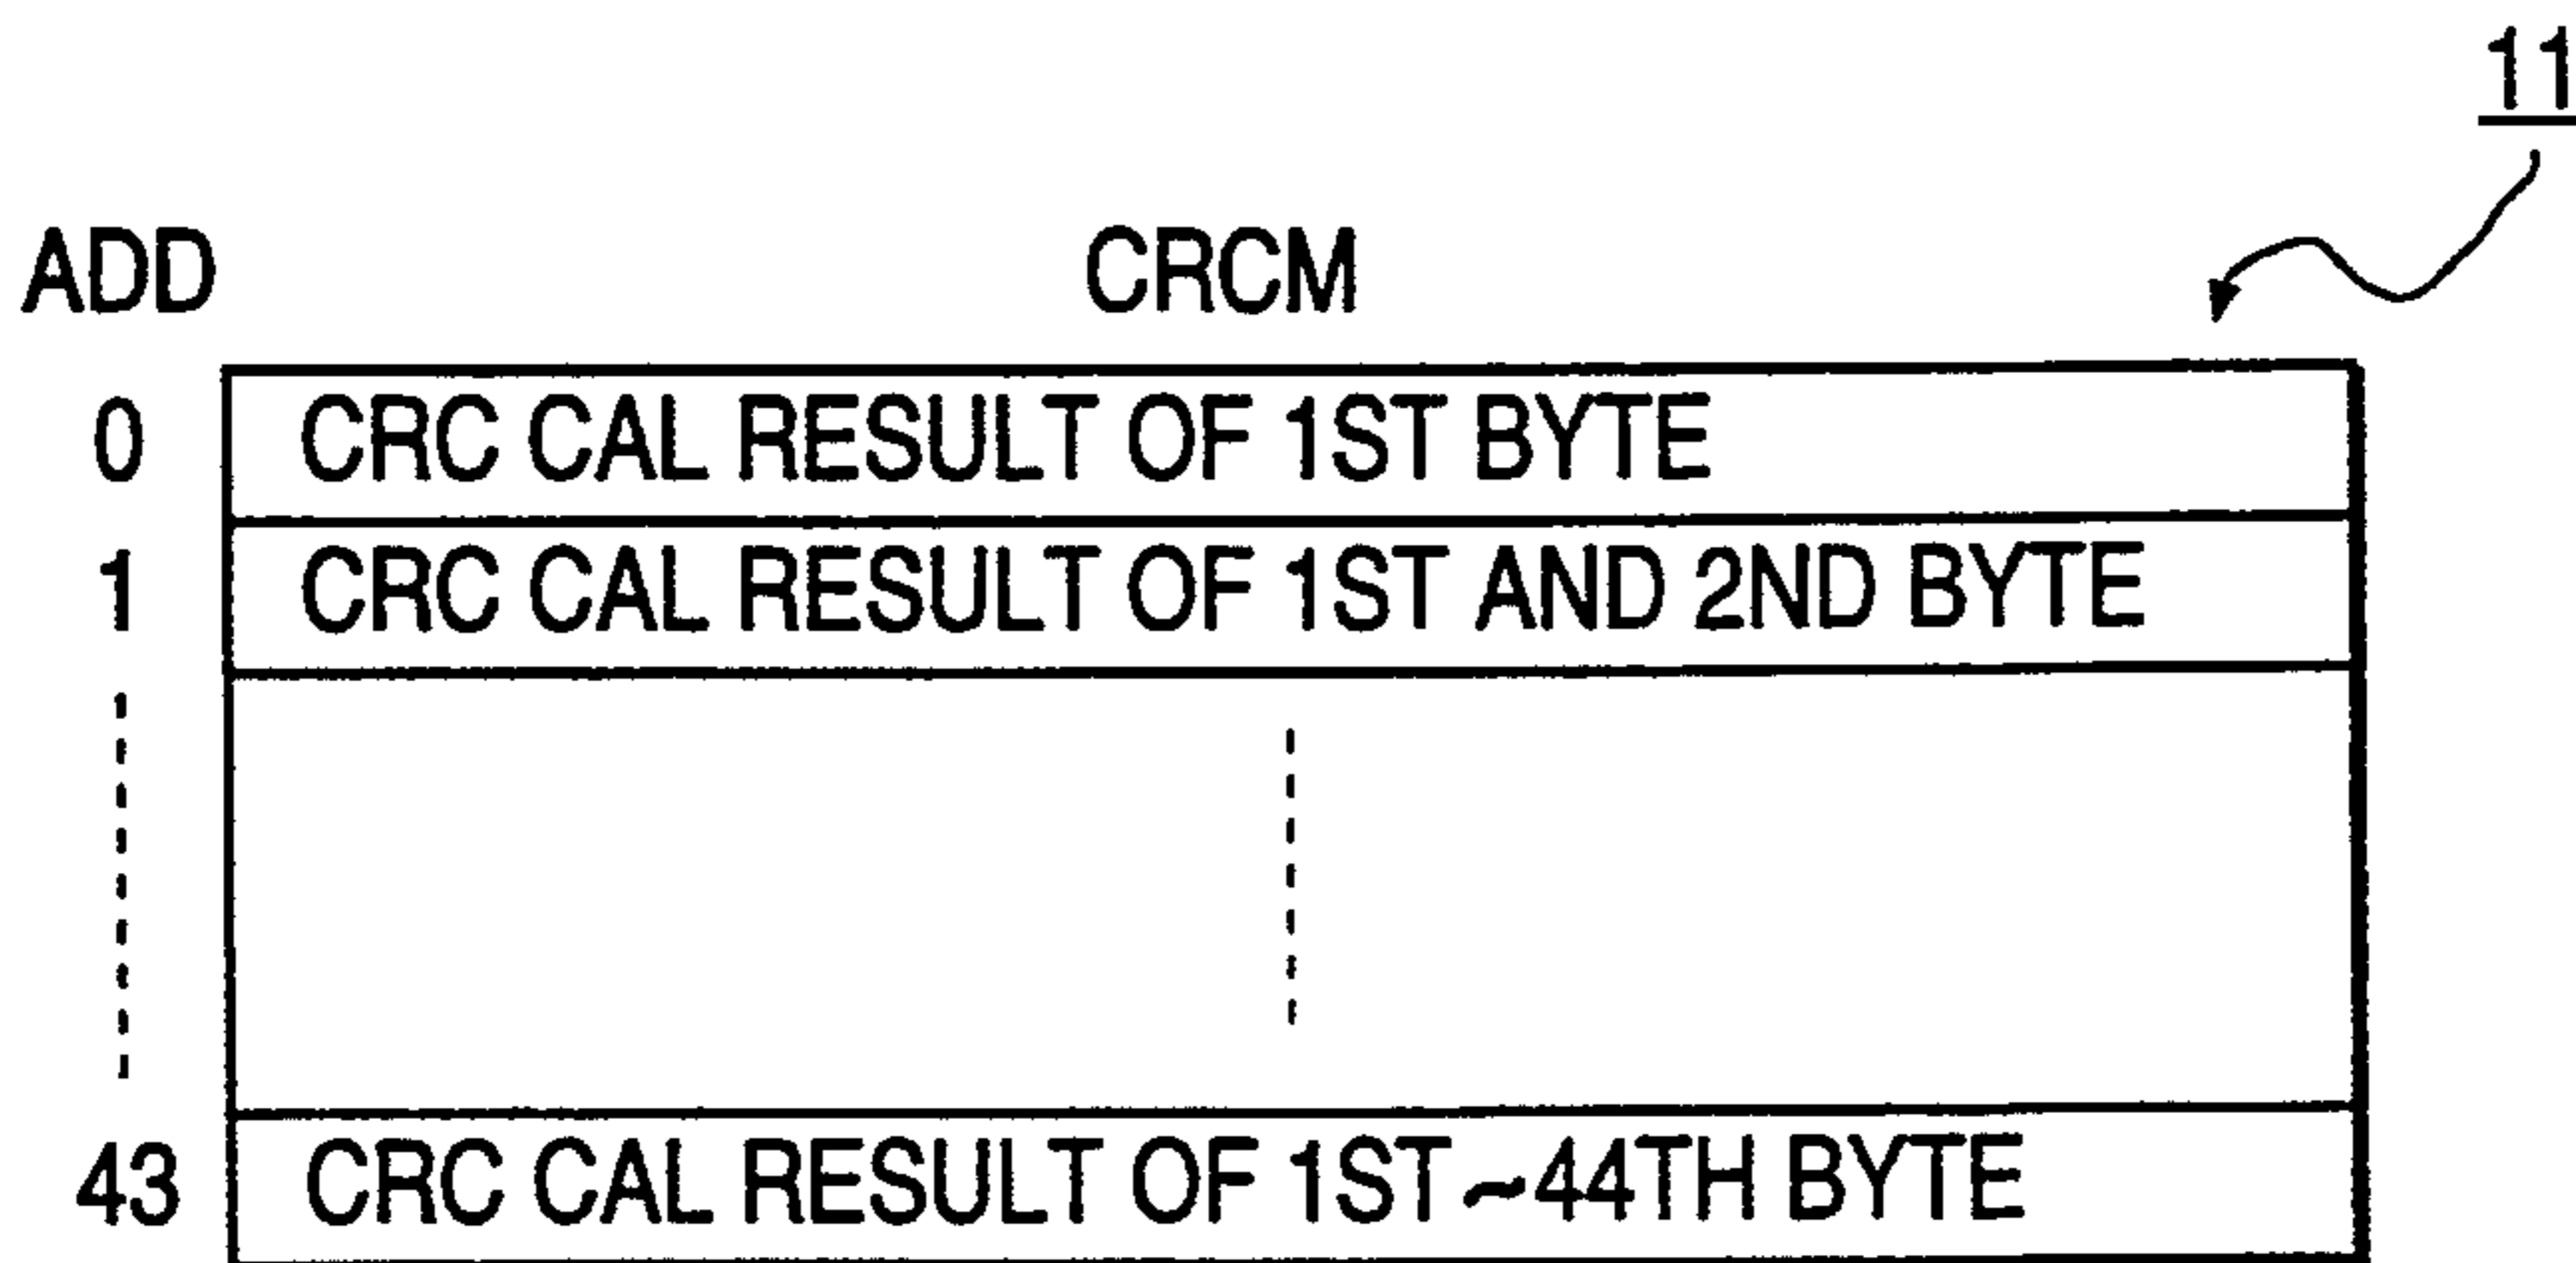 11
ADD CRCM
0 CRC CAL RESULT OF 1ST BYTE
1 CRC CAL RESULT OF 1ST AND 2ND BYTE
43 CRC CAL RESULT OF 1ST~44TH BYTE